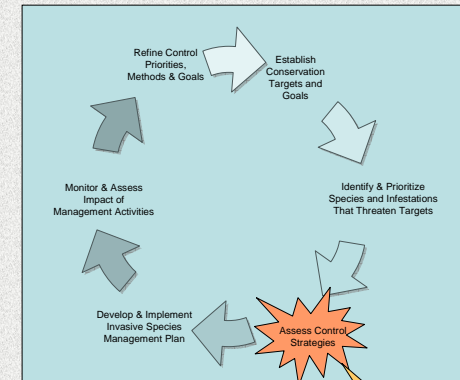 Refine Control
Priorities,
Methods & Goals
Establish
Conservation
Targets and
Goals
Identify & Prioritize
Species and Infestations
That Threaten Targets
Assess Control
Strategies
Develop & Implement
Invasive Species
Management Plan
Monitor & Assess
Impact of
Management Activities